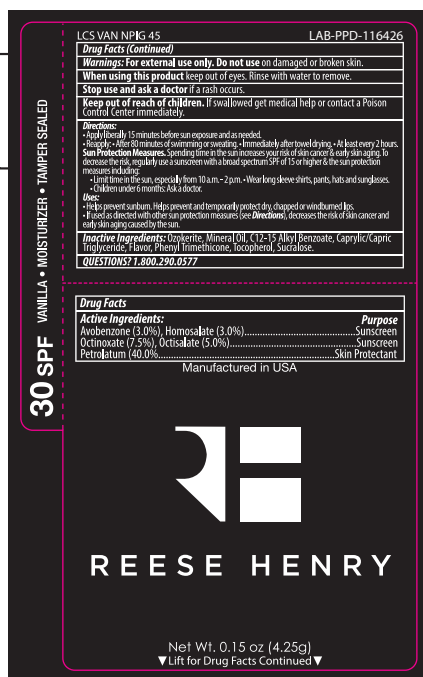 LCS VAN NPIG 45 LAB-PPD-116426
Drug Facts (Continued)
Warnings: For external use only. Do not use on damaged or broken skin.
When using this product keep out of eyes. Rinse with water to remove.
Stop use and ask a doctor if a rash occurs.
Keep out of reach of children. If swallowed get medical help or contact a Poison
Control Center immediately.
Directions:
• Apply liberally 15 minutes before sun exposure and as needed.
• Reapply: • After 80 minutes of swimming or sweating. • Immediately after towel drying. • At least every 2 hours.
Sun Protection Measures. Spending time in the sun increases your risk of skin cancer & early skin aging. To
decrease the risk, regularly use a sunscreen with a broad spectrum SPF of 15 or higher & the sun protection
measures including:
• Limit time in the sun, especially from 10 a.m. - 2 p.m. • Wear long sleeve shirts, pants, hats and sunglasses.
• Children under 6 months: Ask a doctor.
Uses:
• Helps prevent sunburn. Helps prevent and temporarily protect dry, chapped or windburned lips.
• If used as directed with other sun protection measures (see Directions), decreases the risk of skin cancer and
early skin aging caused by the sun.
Inactive Ingredients: Ozokerite, Mineral Oil, C12-15 Alkyl Benzoate, Caprylic/Capric
Triglyceride, Flavor, Phenyl Trimethicone, Tocopherol, Sucralose.
QUESTIONS? 1.800.290.0577
30 SPF VANILLA • MOISTURIZER • TAMPER SEALED
Drug Facts
Active Ingredients: Purpose
Avobenzone (3.0%), Homosalate (3.0%)...Sunscreen
Octinoxate (7.5%), Octisalate (5.0%)...Sunscreen
Petrolatum (40.0%...Skin Protectant
Manufactured in USA
REESE HENRY
Net Wt. 0.15 oz (4.25g)
▼Lift for Drug Facts Continued▼